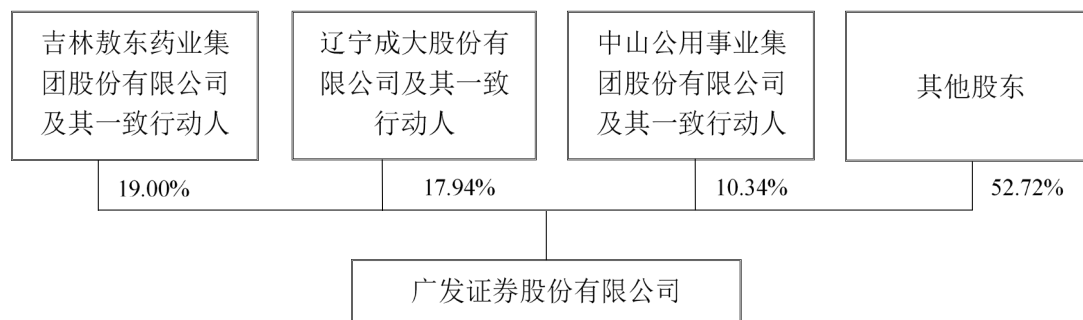 吉林敖东药业集
团股份有限公司
及其一致行动人
辽宁成大股份有
限公司及其一致
行动人
中山公用事业集
团股份有限公司
及其一致行动人
其他股东
19.00%
17.94%
10.34%
52.72%
广发证券股份有限公司